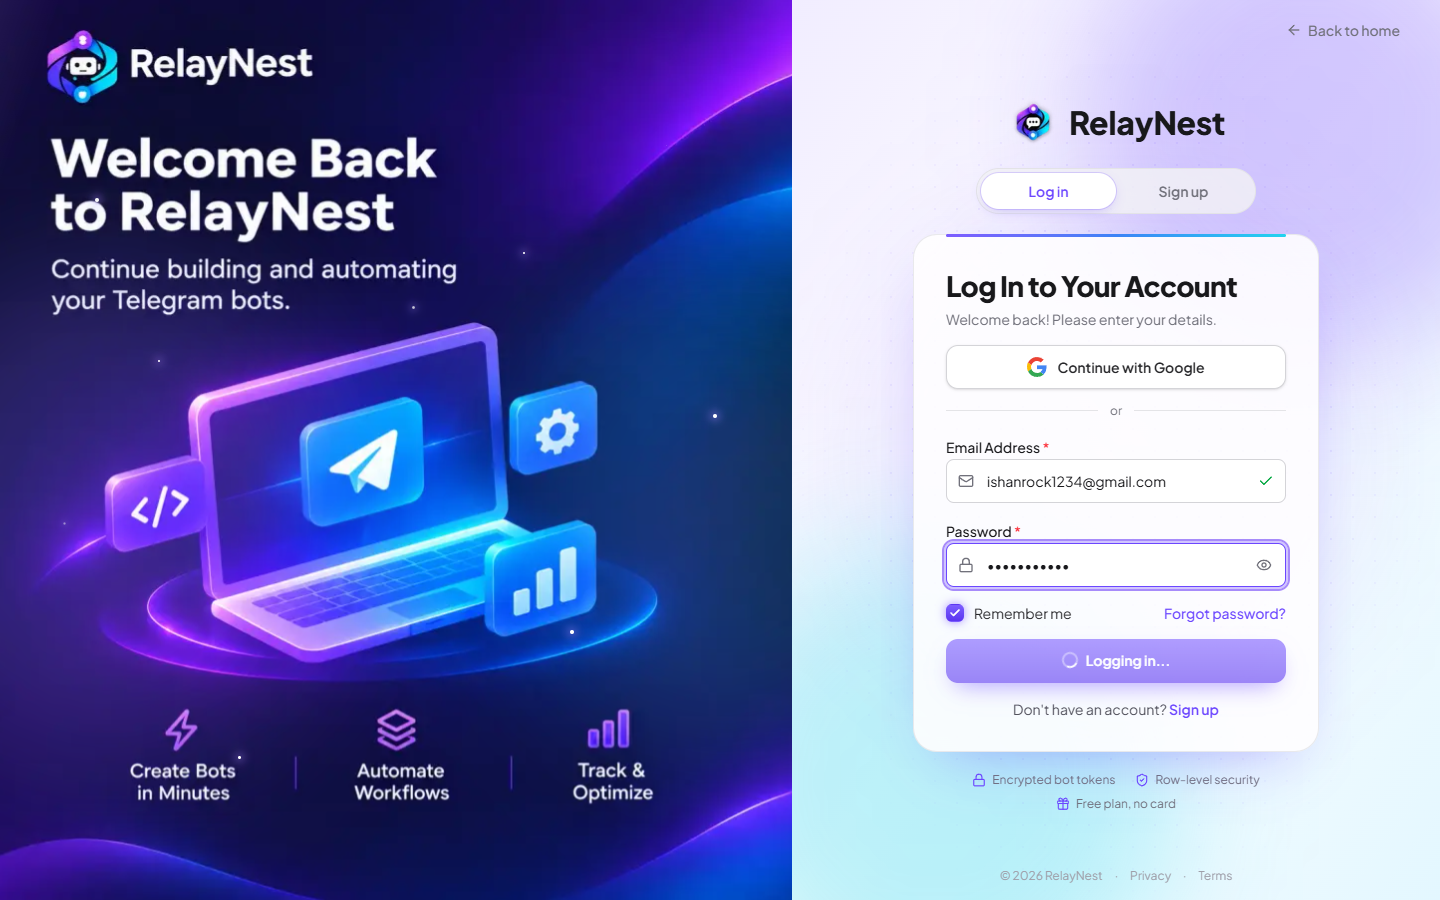 RelayNest
Welcome Back
to RelayNest
Continue building and automating
your Telegram bots.
</>
Create Bots
in Minutes
Automate
Workflows
Track &
Optimize
Back to home
RelayNest
Log in
Sign up
Log In to Your Account
Welcome back! Please enter your details.
Continue with Google
or
Email Address *
ishanrock1234@gmail.com
Password *
•••••••••••
Remember me
Forgot password?
Logging in...
Don't have an account? Sign up
Encrypted bot tokens
Row-level security
Free plan, no card
© 2026 RelayNest · Privacy · Terms